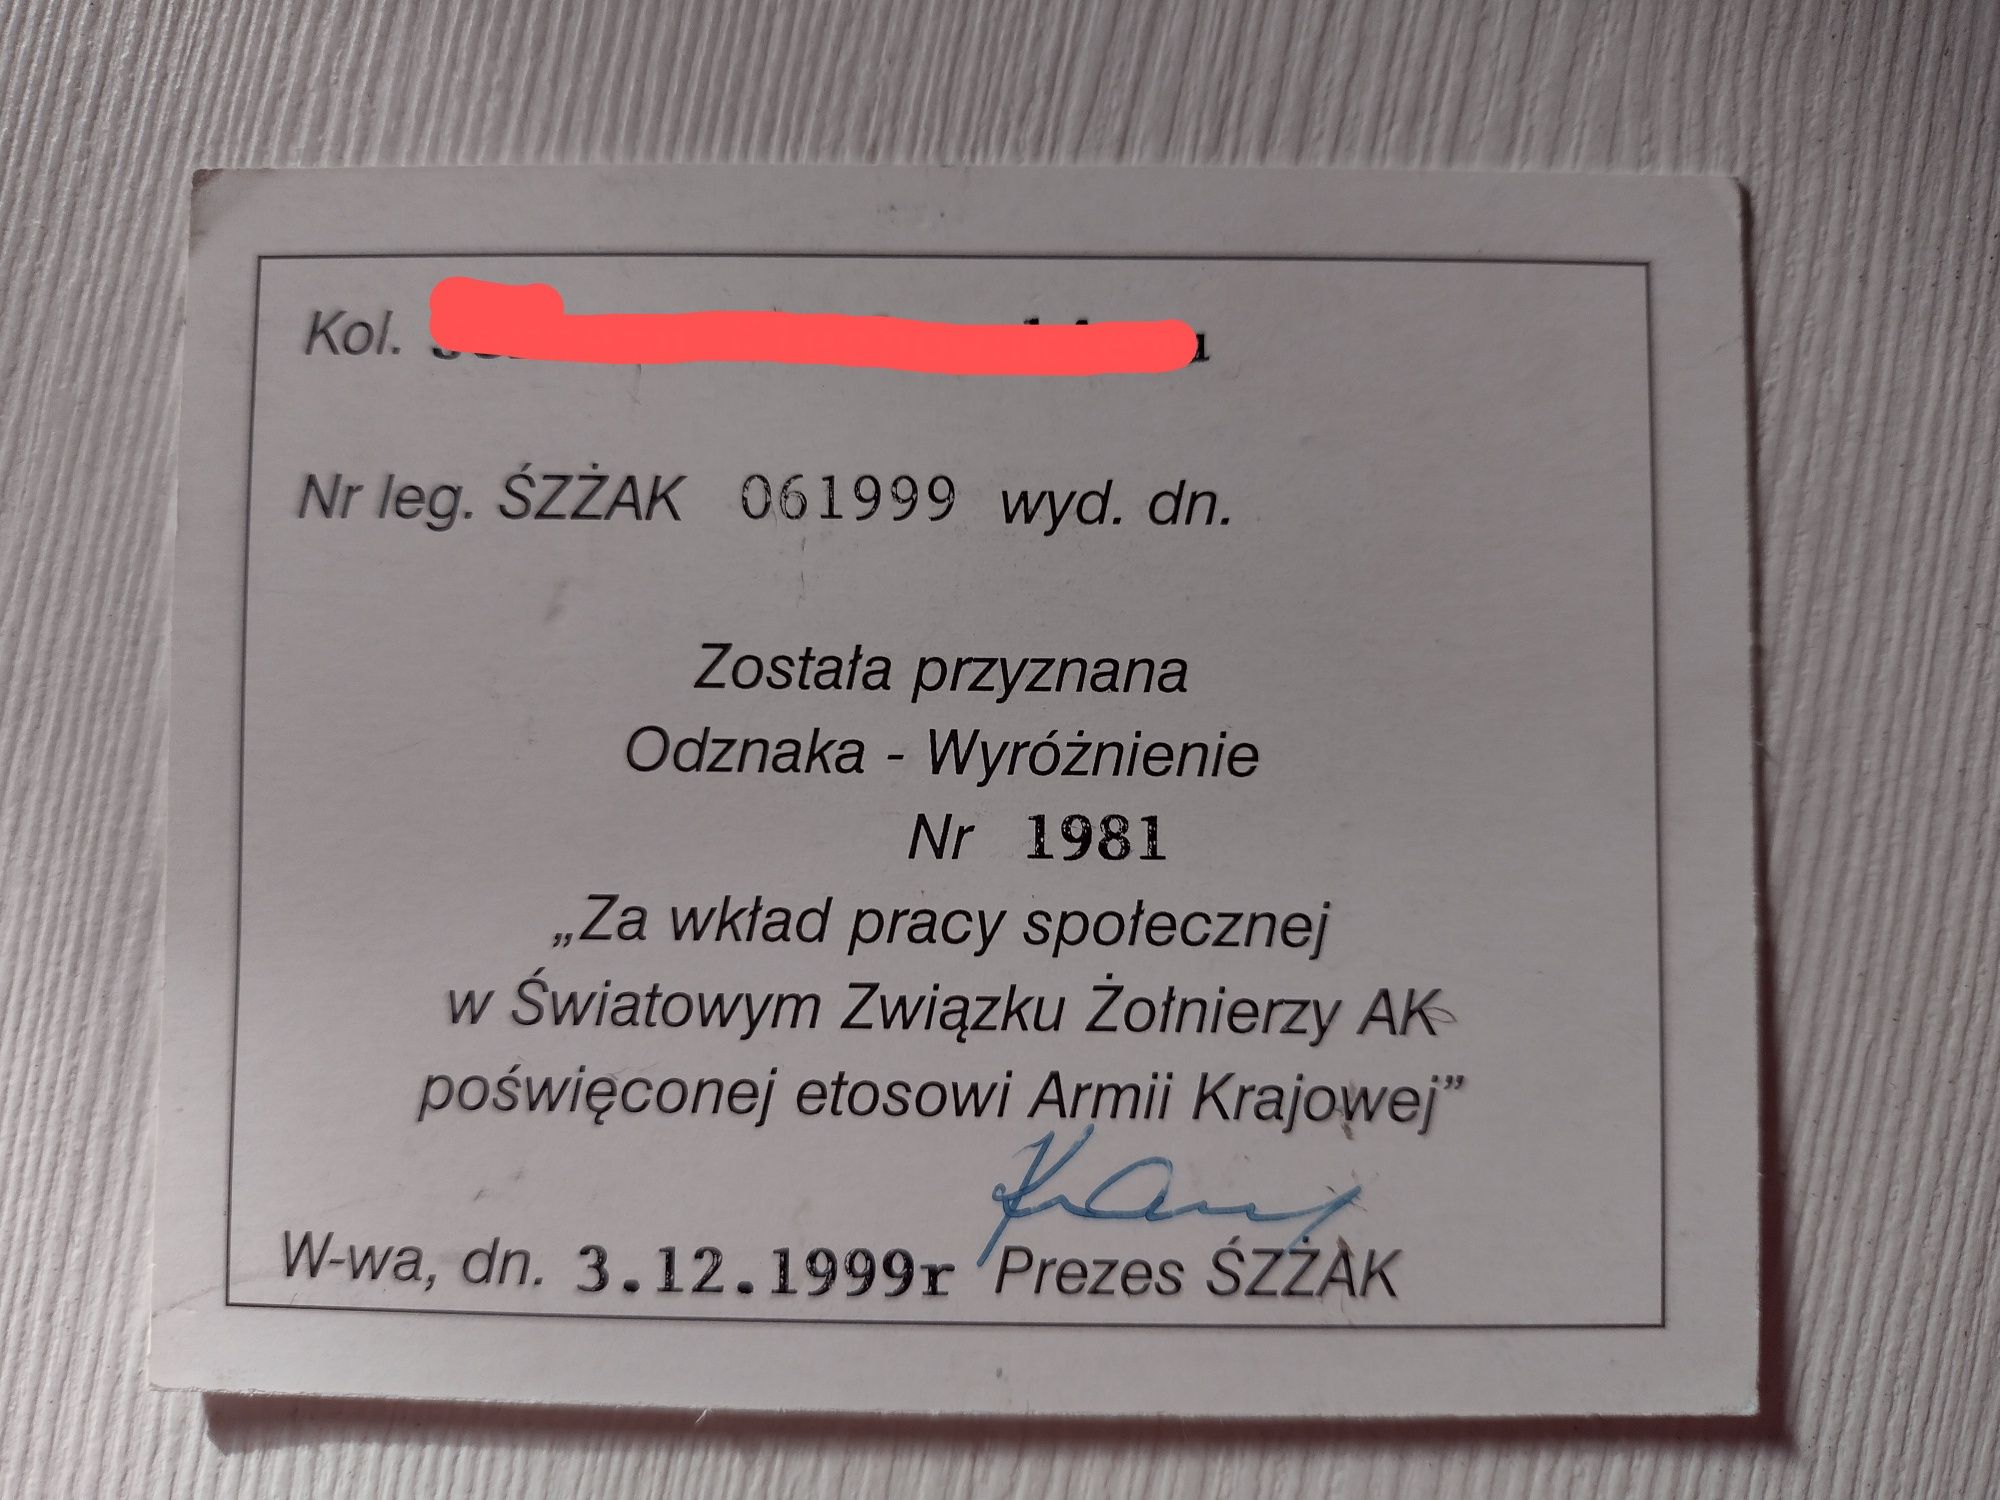 Kol.
Nr leg. ŚZŻAK 061999 wyd. dn.
Została przyznana
Odznaka - Wyróżnienie
Nr 1981
„Za wkład pracy społecznej
w Światowym Związku Żołnierzy AK
poświęconej etosowi Armii Krajowej”
W-wa, dn. 3.12.1999r Prezes ŚZŻAK